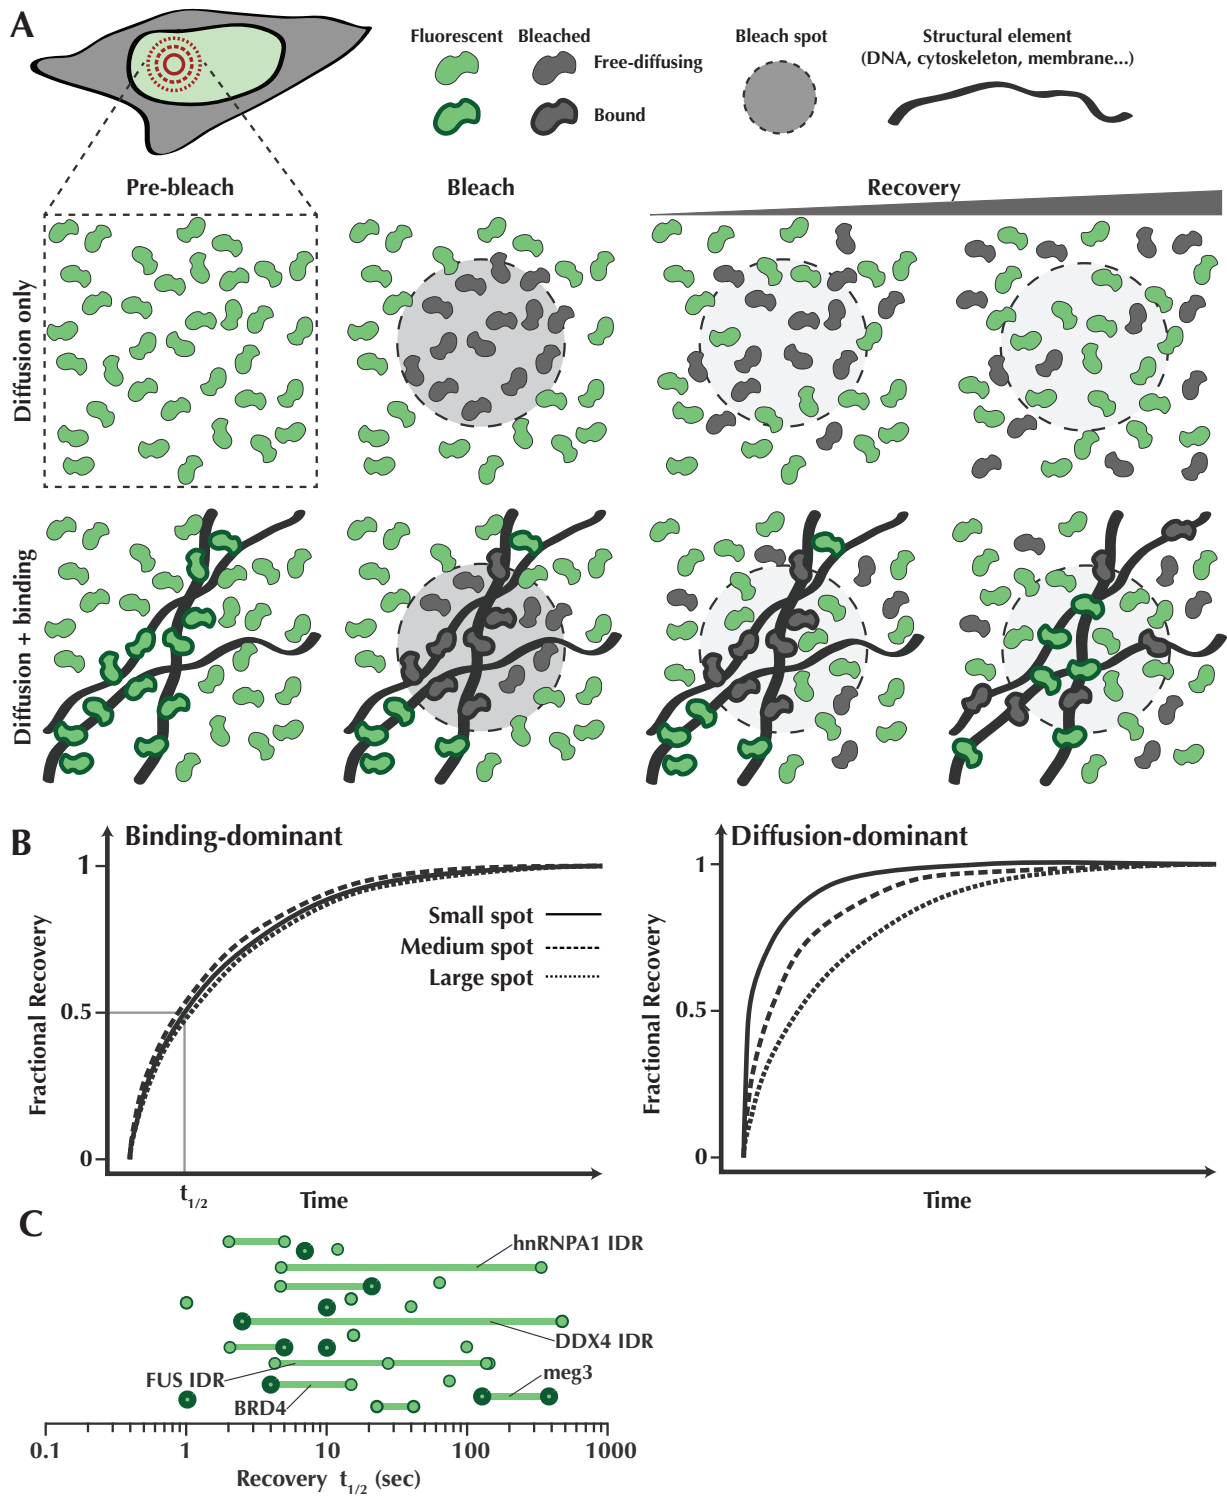 A
Fluorescent
Bleached
Free-diffusing
Bound
Bleach spot
Structural element
(DNA, cytoskeleton, membrane...)
Pre-bleach
Bleach
Recovery
Diffusion only
Diffusion + binding
B
Binding-dominant
1
0.5
0
Fractional Recovery
Small spot
Medium spot
Large spot
t1/2
Time
Diffusion-dominant
1
0.5
0
Fractional Recovery
Time
C
hnRNPA1 IDR
DDX4 IDR
FUS IDR
meg3
BRD4
0.1 1 10 100 1000
Recovery t1/2 (sec)